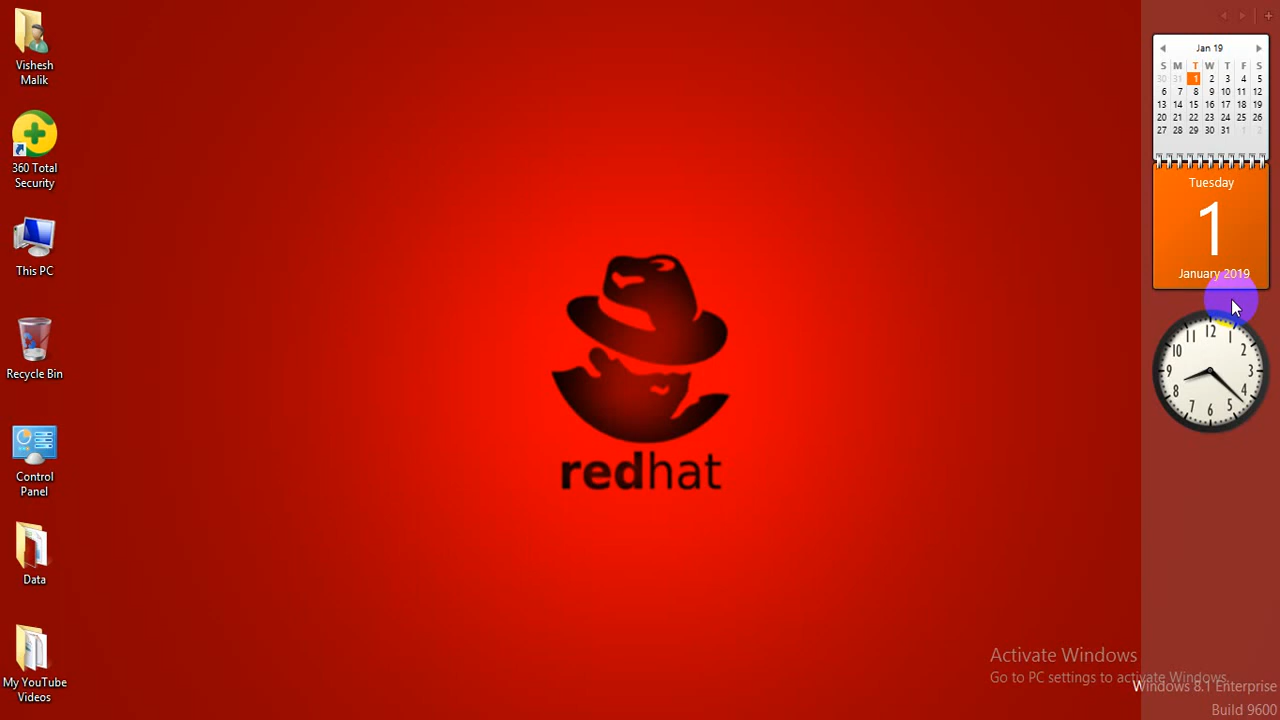 Vishesh
Malik
360 Total
Security
This PC
Recycle Bin
Control
Panel
Data
My YouTube
Videos
redhat
Jan 19
S M T W T F S
30 31 1 2 3 4 5
6 7 8 9 10 11 12
13 14 15 16 17 18 19
20 21 22 23 24 25 26
27 28 29 30 31 1 2
Tuesday
1
January 2019
12
11 1
10 2
9 3
8 4
7 5
6
Activate Windows
Go to PC settings to activate Windows.
Windows 8.1 Enterprise
Build 9600